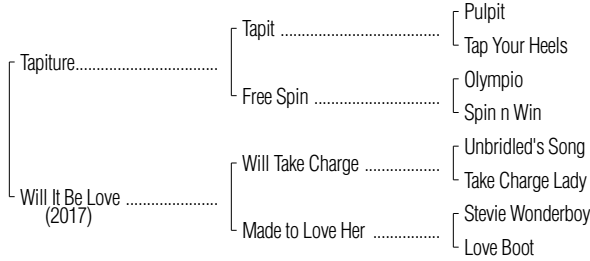 Pulpit
Tapit ....................................
Tap Your Heels
Tapiture................................
Olympio
Free Spin ............................
Spin n Win
Unbridled's Song
Will Take Charge .................
Take Charge Lady
Will It Be Love .....................
(2017)
Stevie Wonderboy
Made to Love Her ...............
Love Boot